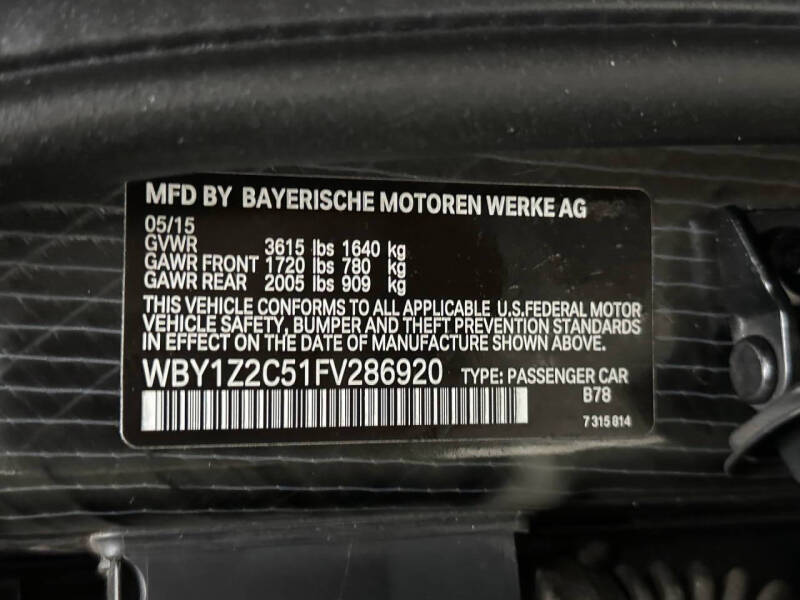 MFD BY BAYERISCHE MOTOREN WERKE AG
05/15
GVWR 3615 lbs 1640 kg
GAWR FRONT 1720 lbs 780 kg
GAWR REAR 2005 lbs 909 kg
THIS VEHICLE CONFORMS TO ALL APPLICABLE U.S.FEDERAL MOTOR
VEHICLE SAFETY, BUMPER AND THEFT PREVENTION STANDARDS
IN EFFECT ON THE DATE OF MANUFACTURE SHOWN ABOVE.
WBY1Z2C51FV286920 TYPE: PASSENGER CAR
B78
7 315 814